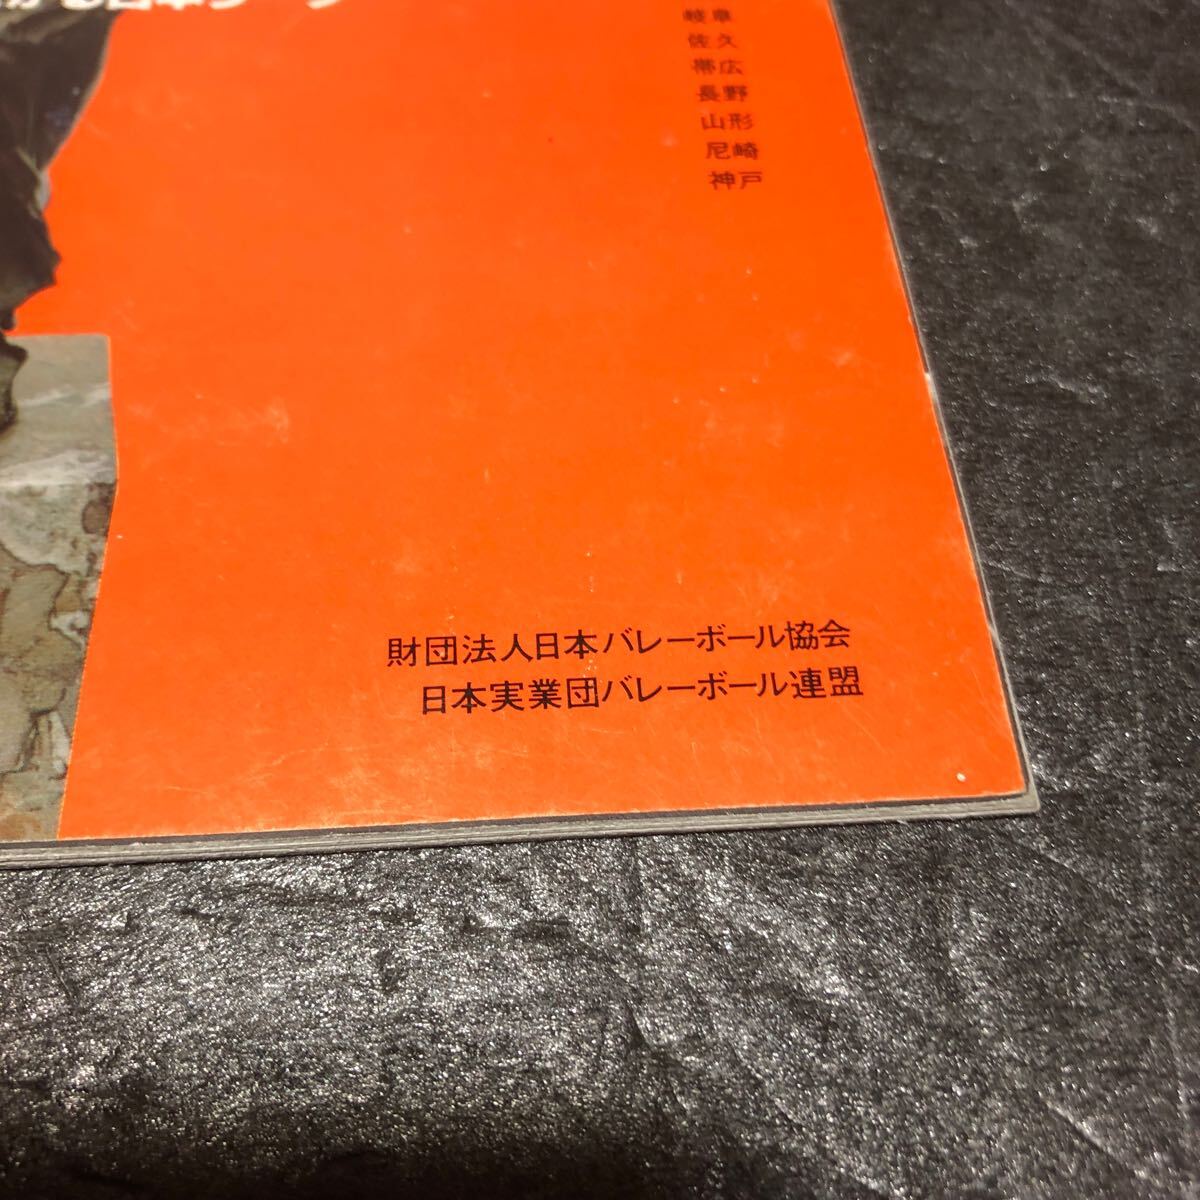 岐阜
佐久
帯広
長野
山形
尼崎
神戸
財団法人日本バレーボール協会
日本実業団バレーボール連盟